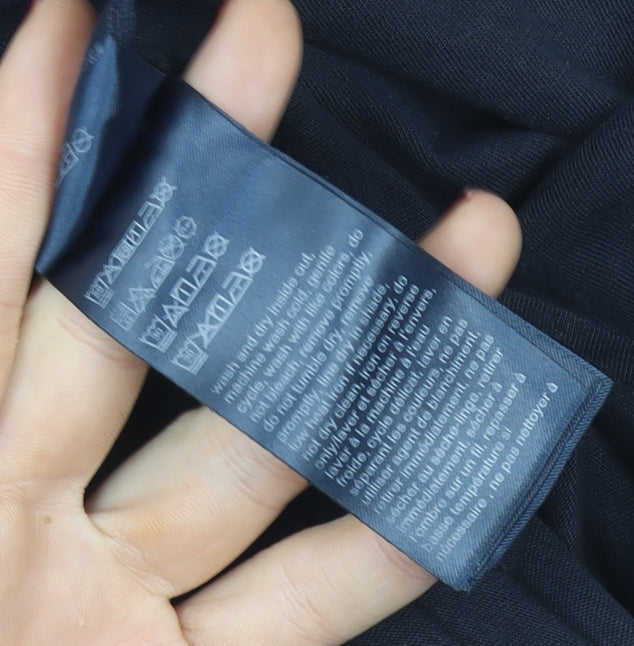 wash and dry inside out,
machine wash cold, gentle
cycle, wash with like colors, do
not bleach, remove promptly,
do not tumble dry, remove
promptly, line dry in shade,
low iron if necessary, do
not dry clean, iron on reverse
only/laver et sécher à l'envers,
laver à la machine à l'eau
froide, cycle délicat, laver en
séparant les couleurs, ne pas
utiliser agent de blanchiment,
retirer immédiatement, ne pas
sécher au sèche-linge, retirer
immédiatement, sécher à
l'ombre sur un fil, repasser à
basse température si
nécessaire, ne pas nettoyer à